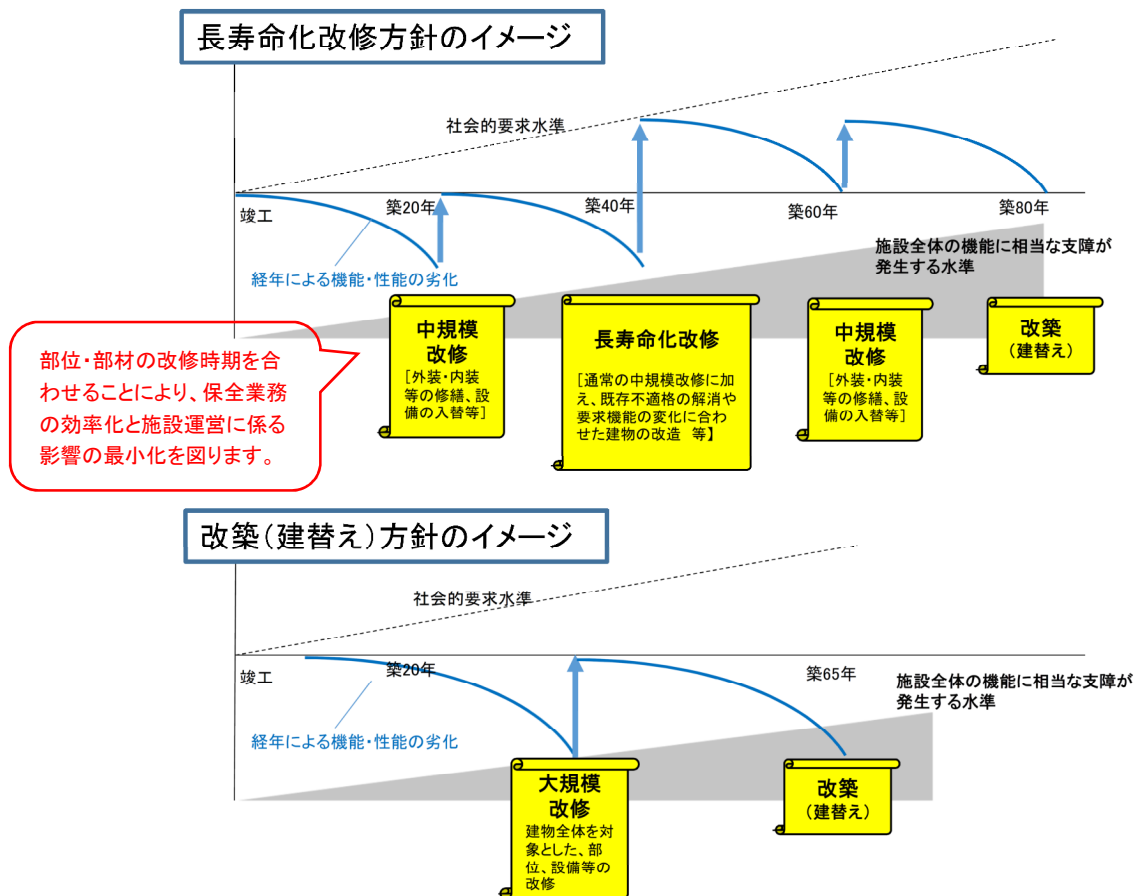 長寿命化改修方針のイメージ
社会的要求水準
竣工
築20年
築40年
築60年
築80年
経年による機能・性能の劣化
施設全体の機能に相当な支障が
発生する水準
部位・部材の改修時期を合
わせることにより、保全業務
の効率化と施設運営に係る
影響の最小化を図ります。
中規模
改修
[外装・内装
等の修繕、設
備の入替等]
長寿命化改修
[通常の中規模改修に加
え、既存不適格の解消や
要求機能の変化に合わ
せた建物の改造 等】
中規模
改修
[外装・内装
等の修繕、設
備の入替等]
改築
(建替え)
改築(建替え)方針のイメージ
社会的要求水準
竣工
築20年
築65年
経年による機能・性能の劣化
施設全体の機能に相当な支障が
発生する水準
大規模
改修
建物全体を対
象とした、部
位、設備等の
改修
改築
(建替え)